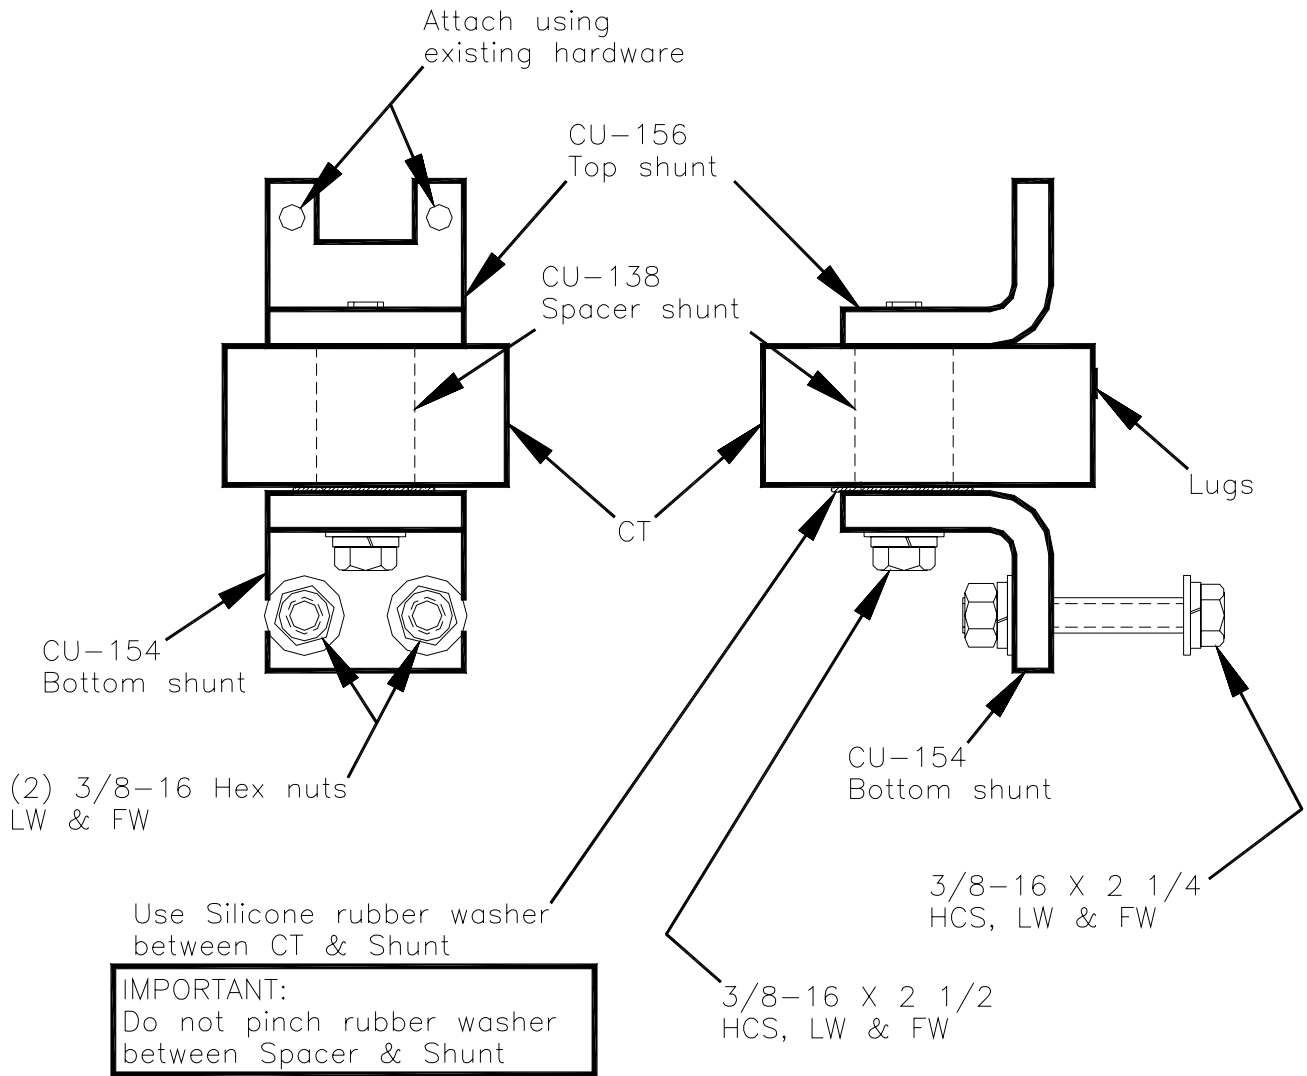 Attach using
existing hardware
CU-156
Top shunt
CU-138
Spacer shunt
Lugs
CT
CU-154
Bottom shunt
CU-154
Bottom shunt
(2) 3/8-16 Hex nuts
LW & FW
3/8-16 X 2 1/4
HCS, LW & FW
Use Silicone rubber washer
between CT & Shunt
IMPORTANT:
Do not pinch rubber washer
between Spacer & Shunt
3/8-16 X 2 1/2
HCS, LW & FW